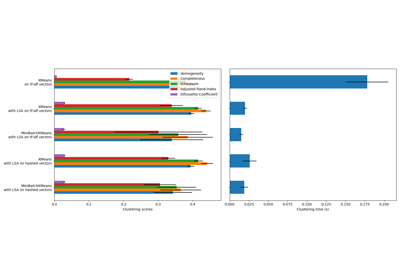 Homogeneity
Completeness
V-measure
Adjusted Rand-Index
Silhouette Coefficient
KMeans
on tf-idf vectors
KMeans
with LSA on tf-idf vectors
MiniBatchKMeans
with LSA on tf-idf vectors
KMeans
with LSA on hashed vectors
MiniBatchKMeans
with LSA on hashed vectors
0.0 0.1 0.2 0.3 0.4
Clustering scores
0.000 0.025 0.050 0.075 0.100 0.125 0.150 0.175 0.200
Clustering time (s)